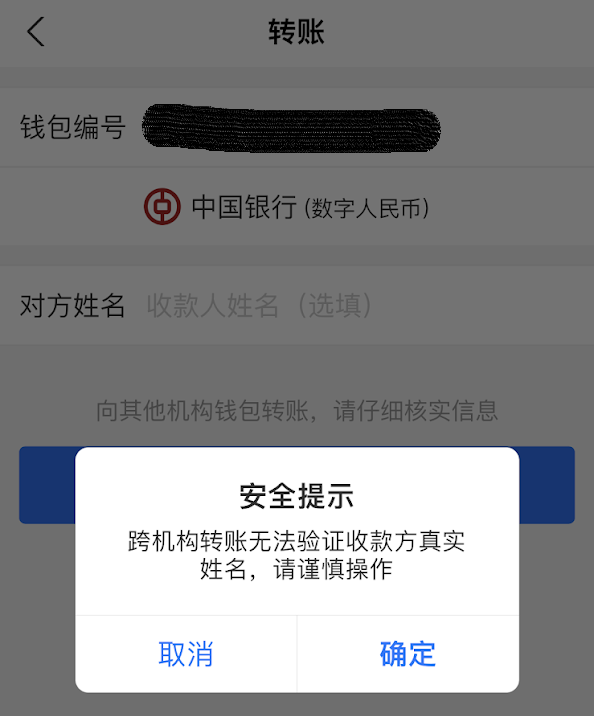 转账
钱包编号
中国银行 (数字人民币)
对方姓名 收款人姓名（选填）
向其他机构钱包转账，请仔细核实信息
安全提示
跨机构转账无法验证收款方真实
姓名，请谨慎操作
取消 确定